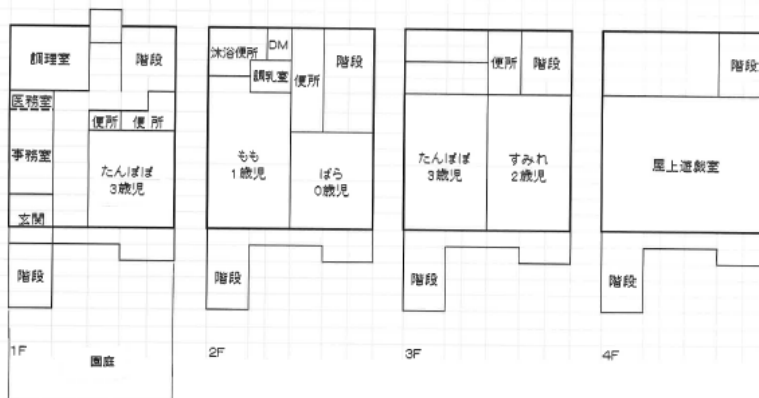 調理室
階段
医務室
便所
便所
事務室
たんぽぽ
3歳児
玄関
階段
1F
園庭
沐浴便所
DM
調乳室
便所
階段
もも
1歳児
ばら
0歳児
階段
2F
便所
階段
たんぽぽ
3歳児
すみれ
2歳児
階段
3F
階段
屋上遊戯室
階段
4F